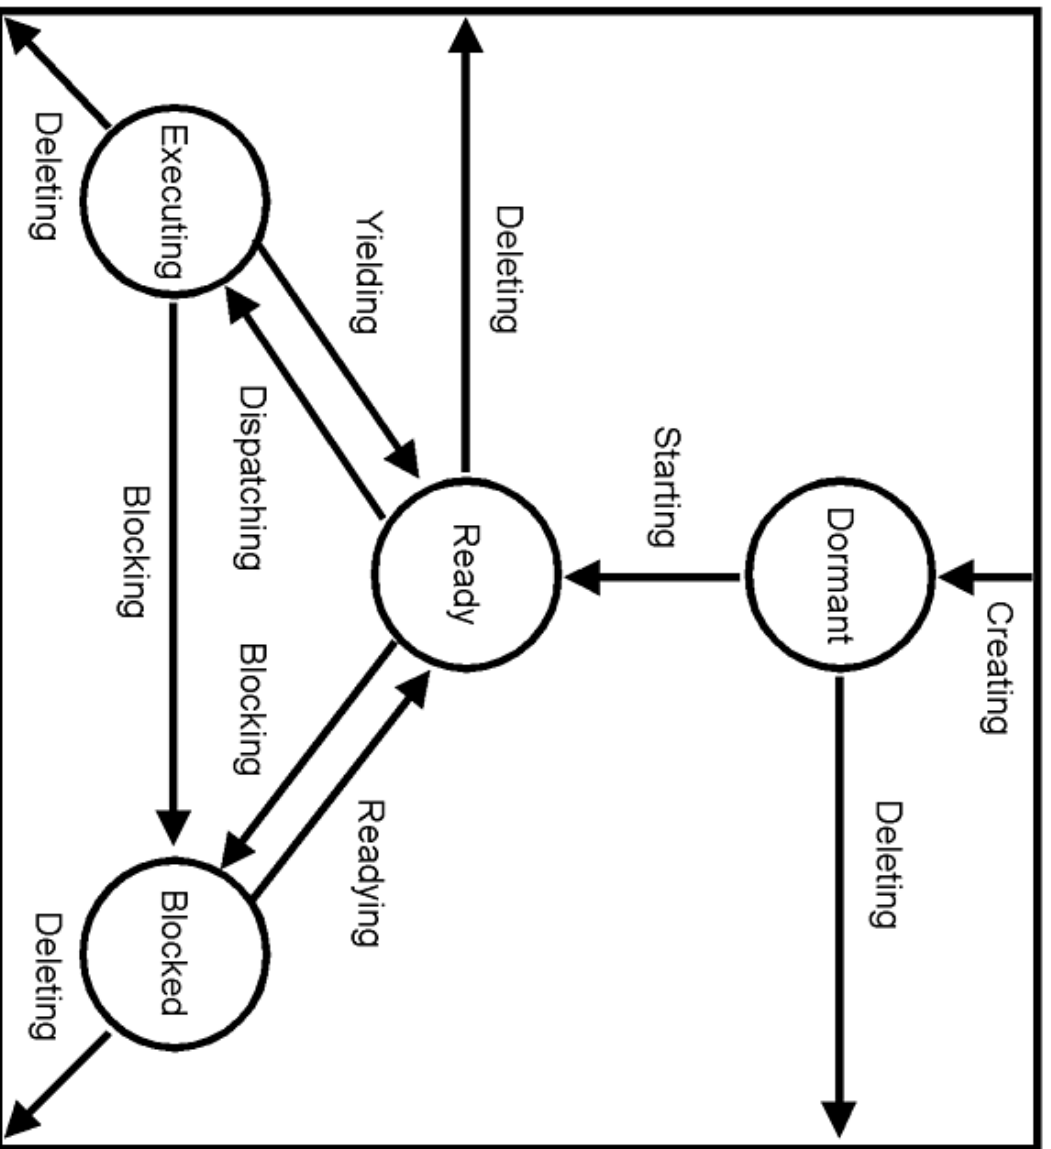 Creating
Dormant
Deleting
Starting
Deleting
Ready
Yielding
Readying
Dispatching
Blocking
Executing
Blocking
Blocked
Deleting
Deleting